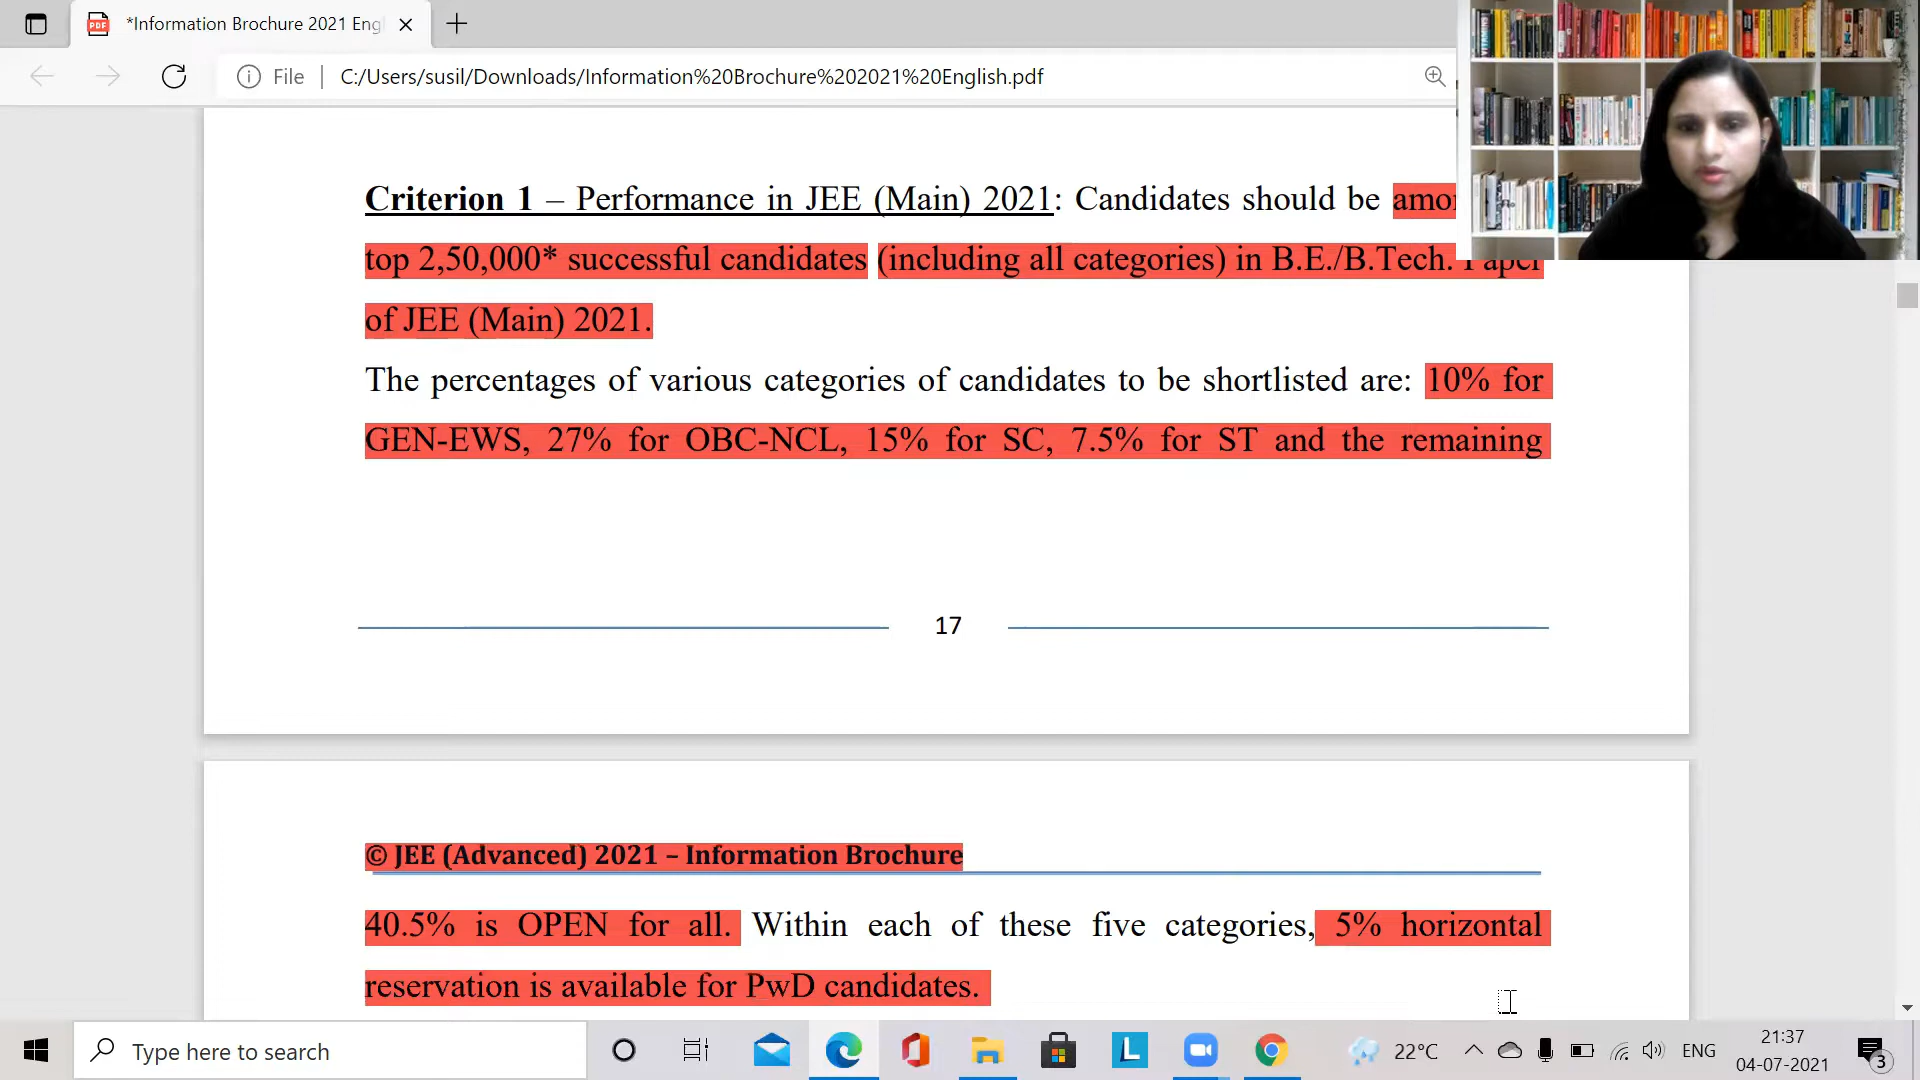 *Information Brochure 2021 Eng
File
C:/Users/susil/Downloads/Information%20Brochure%202021%20English.pdf
Criterion 1 – Performance in JEE (Main) 2021: Candidates should be
top 2,50,000* successful candidates (including all categories) in B.E./B.Tech. Paper
of JEE (Main) 2021.
The percentages of various categories of candidates to be shortlisted are: 10% for
GEN-EWS, 27% for OBC-NCL, 15% for SC, 7.5% for ST and the remaining
17
© JEE (Advanced) 2021 – Information Brochure
40.5% is OPEN for all. Within each of these five categories, 5% horizontal
reservation is available for PwD candidates.
Type here to search
22°C
ENG
21:37
04-07-2021
3